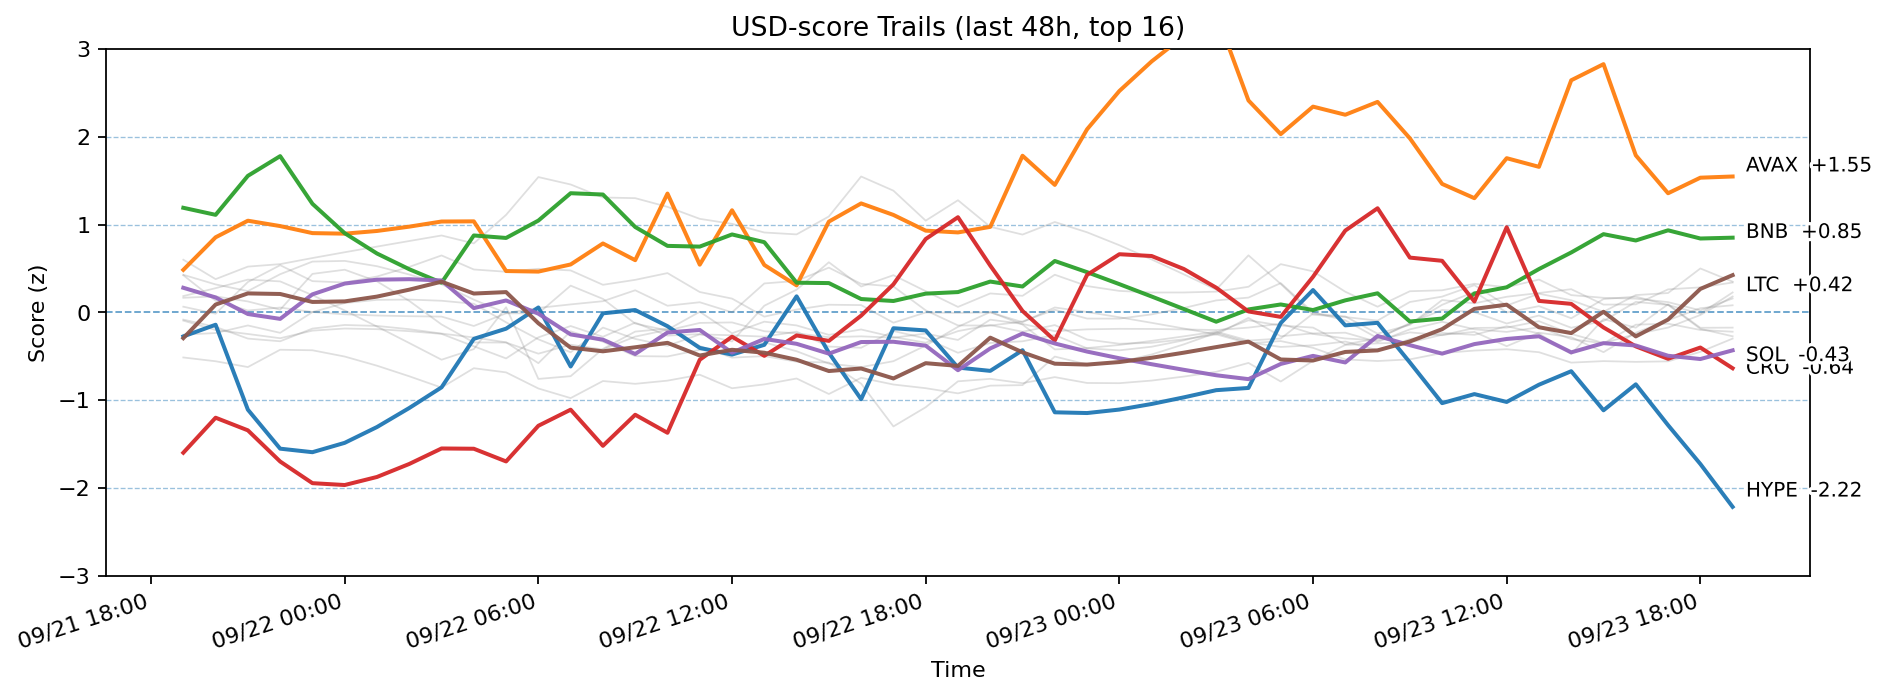 USD-score Trails (last 48h, top 16)
Score (z)
3
2
1
0
−1
−2
−3
AVAX +1.55
BNB +0.85
LTC +0.42
SOL -0.43
CRO -0.64
HYPE -2.22
09/21 18:00
09/22 00:00
09/22 06:00
09/22 12:00
09/22 18:00
09/23 00:00
09/23 06:00
09/23 12:00
09/23 18:00
Time